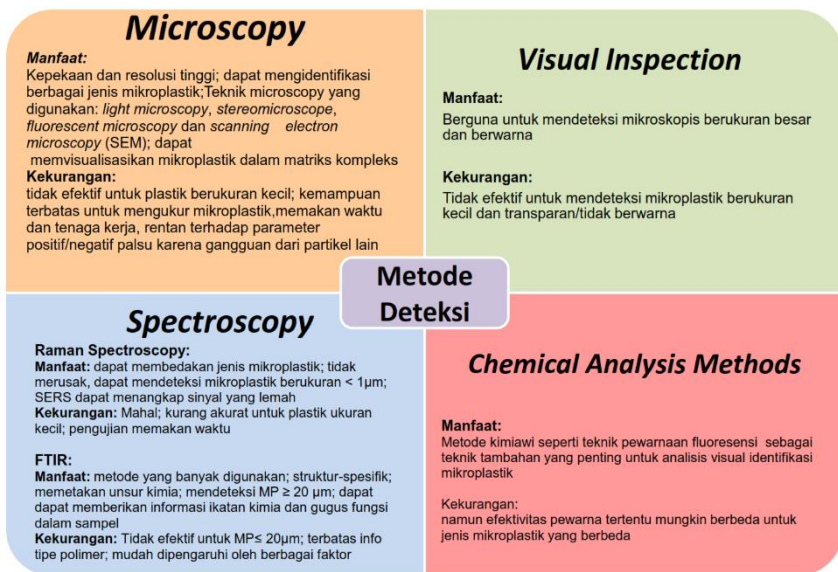 Microscopy
Manfaat:
Kepekaan dan resolusi tinggi; dapat mengidentifikasi
berbagai jenis mikroplastik;Teknik microscopy yang
digunakan: light microscopy, stereomicroscope,
fluorescent microscopy dan scanning electron
microscopy (SEM); dapat
memvisualisasikan mikroplastik dalam matriks kompleks
Kekurangan:
tidak efektif untuk plastik berukuran kecil; kemampuan
terbatas untuk mengukur mikroplastik,memakan waktu
dan tenaga kerja, rentan terhadap parameter
positif/negatif palsu karena gangguan dari partikel lain
Visual Inspection
Manfaat:
Berguna untuk mendeteksi mikroskopis berukuran besar
dan berwarna
Kekurangan:
Tidak efektif untuk mendeteksi mikroplastik berukuran
kecil dan transparan/tidak berwarna
Metode
Deteksi
Spectroscopy
Raman Spectroscopy:
Manfaat: dapat membedakan jenis mikroplastik; tidak
merusak, dapat mendeteksi mikroplastik berukuran < 1µm;
SERS dapat menangkap sinyal yang lemah
Kekurangan: Mahal; kurang akurat untuk plastik ukuran
kecil; pengujian memakan waktu
FTIR:
Manfaat: metode yang banyak digunakan; struktur-spesifik;
memetakan unsur kimia; mendeteksi MP ≥ 20 µm; dapat
dapat memberikan informasi ikatan kimia dan gugus fungsi
dalam sampel
Kekurangan: Tidak efektif untuk MP≤ 20µm; terbatas info
tipe polimer; mudah dipengaruhi oleh berbagai faktor
Chemical Analysis Methods
Manfaat:
Metode kimiawi seperti teknik pewarnaan fluoresensi sebagai
teknik tambahan yang penting untuk analisis visual identifikasi
mikroplastik
Kekurangan:
namun efektivitas pewarna tertentu mungkin berbeda untuk
jenis mikroplastik yang berbeda